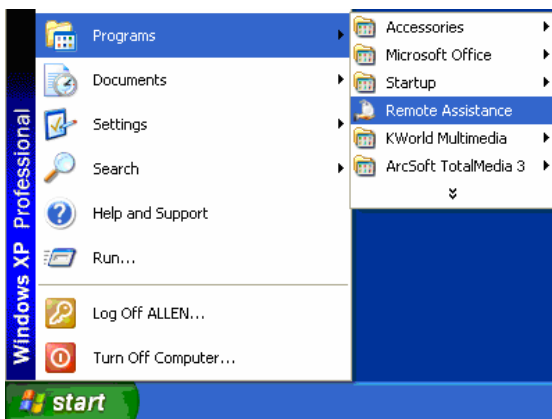 Programs
Documents
Settings
Search
Help and Support
Run...
Log Off ALLEN...
Turn Off Computer...
Accessories
Microsoft Office
Startup
Remote Assistance
KWorld Multimedia
ArcSoft TotalMedia 3
Windows XP Professional
start